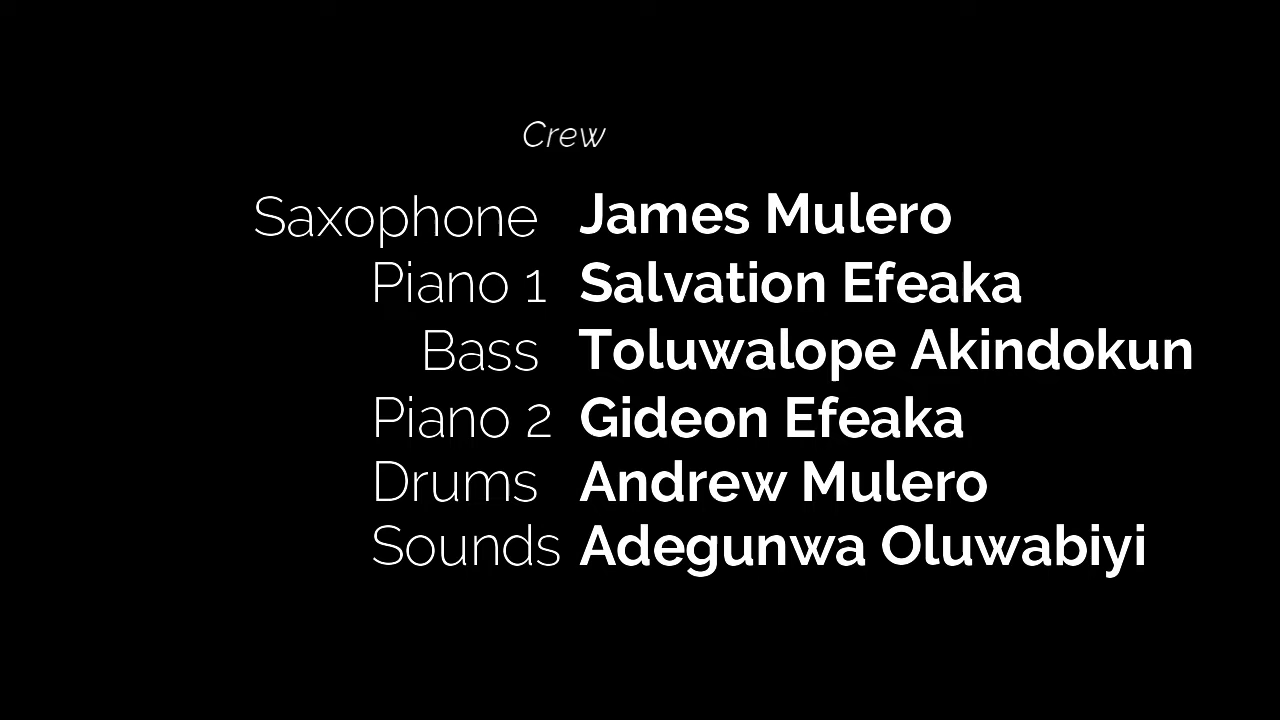 Crew
Saxophone James Mulero
Piano 1 Salvation Efeaka
Bass Toluwalope Akindokun
Piano 2 Gideon Efeaka
Drums Andrew Mulero
Sounds Adegunwa Oluwabiyi